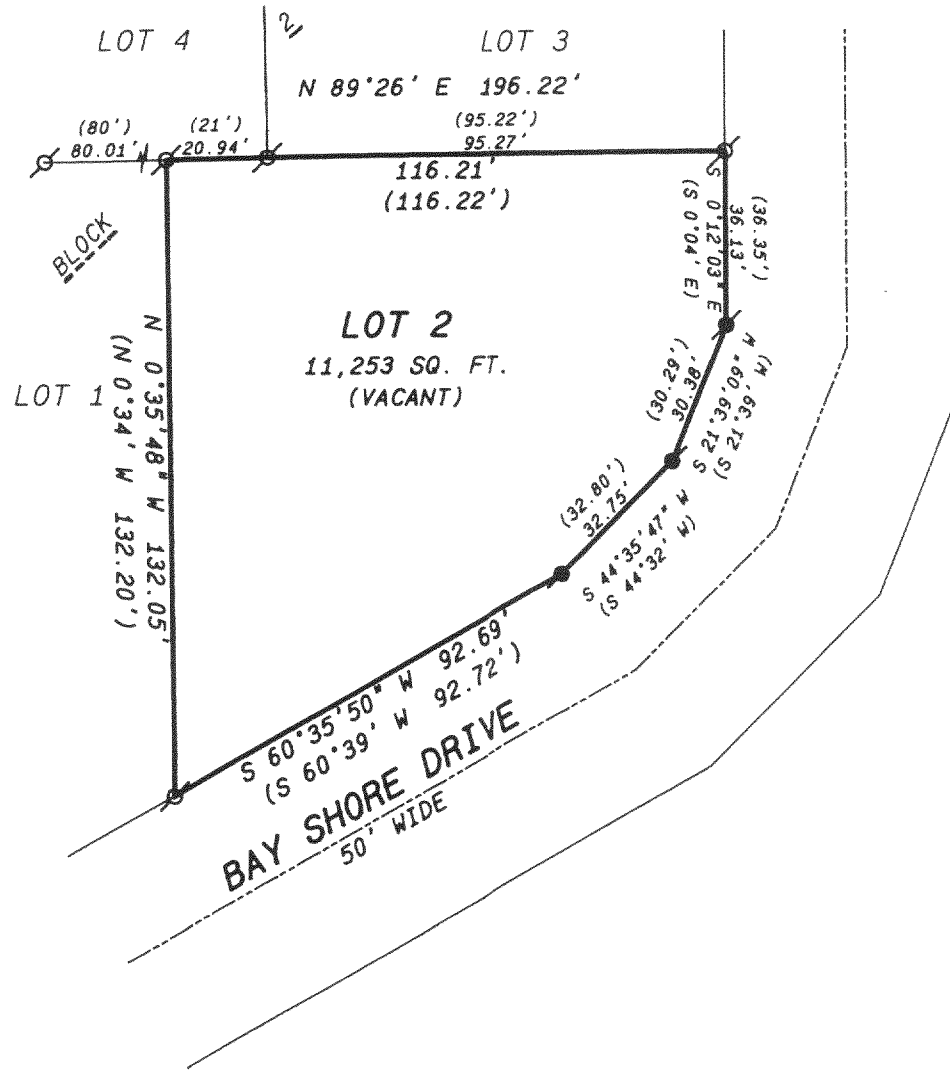 LOT 4
2
LOT 3
N 89°26' E 196.22'
(80')
80.01'
(21')
20.94'
(95.22')
95.27'
116.21'
(116.22')
S 0°12'03" E
(S 0°04' E)
(36.35')
36.13'
BLOCK
LOT 2
11,253 SQ. FT.
(VACANT)
LOT 1
N 0°35'48" W 132.05'
(N 0°34' W 132.20')
(30.29')
30.38'
S 21°39'09" W
(S 21°39' W)
(32.80')
32.75'
S 44°35'47" W
(S 44°32' W)
S 60°35'50" W 92.69'
(S 60°39' W 92.72')
BAY SHORE DRIVE
50' WIDE